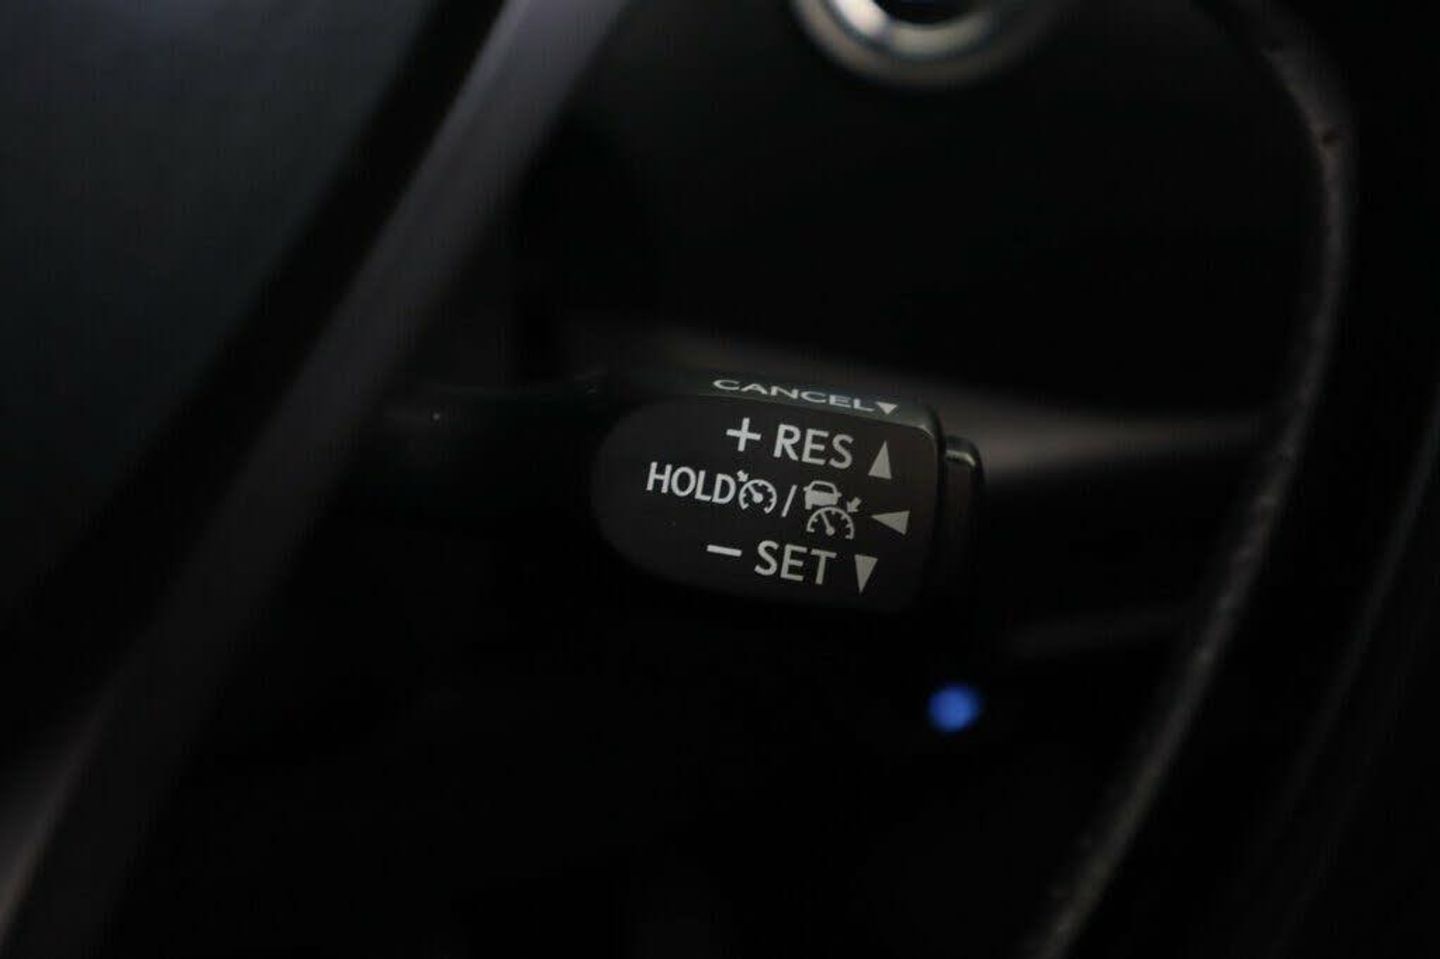 CANCEL▼
+ RES ▲
HOLD / ◀
− SET ▼